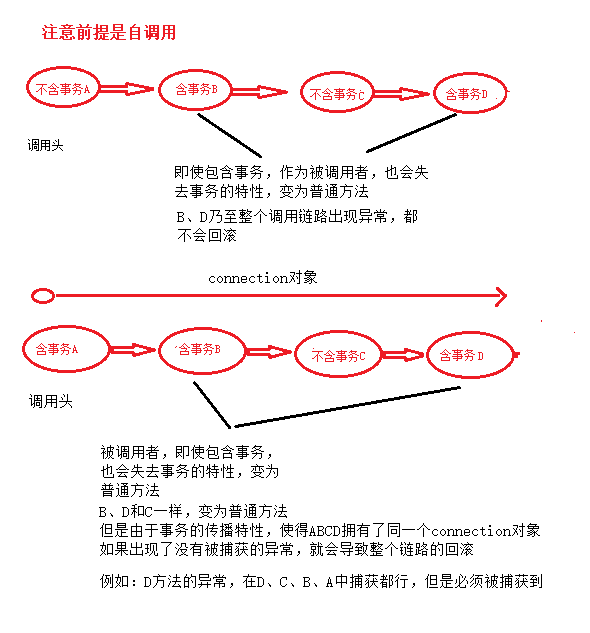 注意前提是自调用
不含事务A
含事务B
不含事务C
含事务D
调用头
即使包含事务，作为被调用者，也会失
去事务的特性，变为普通方法
B、D乃至整个调用链路出现异常，都
不会回滚
connection对象
含事务A
含事务B
不含事务C
含事务D
调用头
被调用者，即使包含事务，
也会失去事务的特性，变为
普通方法
B、D和C一样，变为普通方法
但是由于事务的传播特性，使得ABCD拥有了同一个connection对象
如果出现了没有被捕获的异常，就会导致整个链路的回滚
例如：D方法的异常，在D、C、B、A中捕获都行，但是必须被捕获到